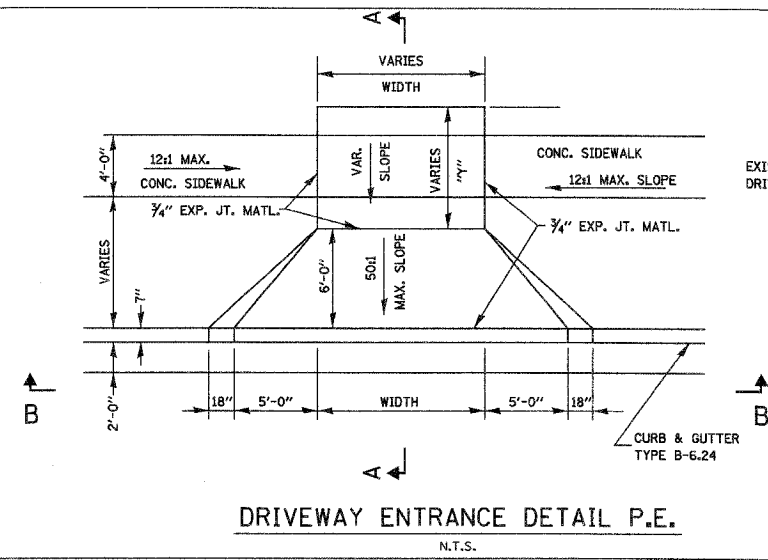 A
VARIES
WIDTH
4'-0"
12:1 MAX.
CONC. SIDEWALK
VAR.
SLOPE
VARIES
"Y"
CONC. SIDEWALK
12:1 MAX. SLOPE
EXI
DRI
3/4" EXP. JT. MATL.
3/4" EXP. JT. MATL.
VARIES
7"
6'-0"
50:1
MAX. SLOPE
B
2'-0"
18"
5'-0"
WIDTH
5'-0"
18"
B
CURB & GUTTER
TYPE B-6.24
A
DRIVEWAY ENTRANCE DETAIL P.E.
N.T.S.